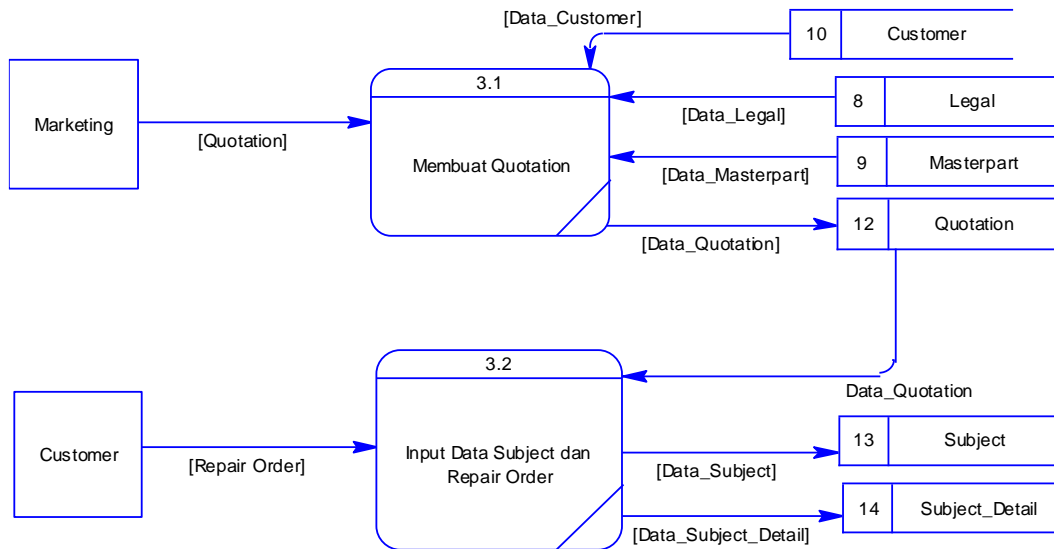 [Data_Customer]
10 Customer
3.1
8 Legal
Marketing
[Quotation]
[Data_Legal]
Membuat Quotation
9 Masterpart
[Data_Masterpart]
12 Quotation
[Data_Quotation]
3.2
Data_Quotation
Customer
[Repair Order]
Input Data Subject dan
Repair Order
13 Subject
[Data_Subject]
14 Subject_Detail
[Data_Subject_Detail]